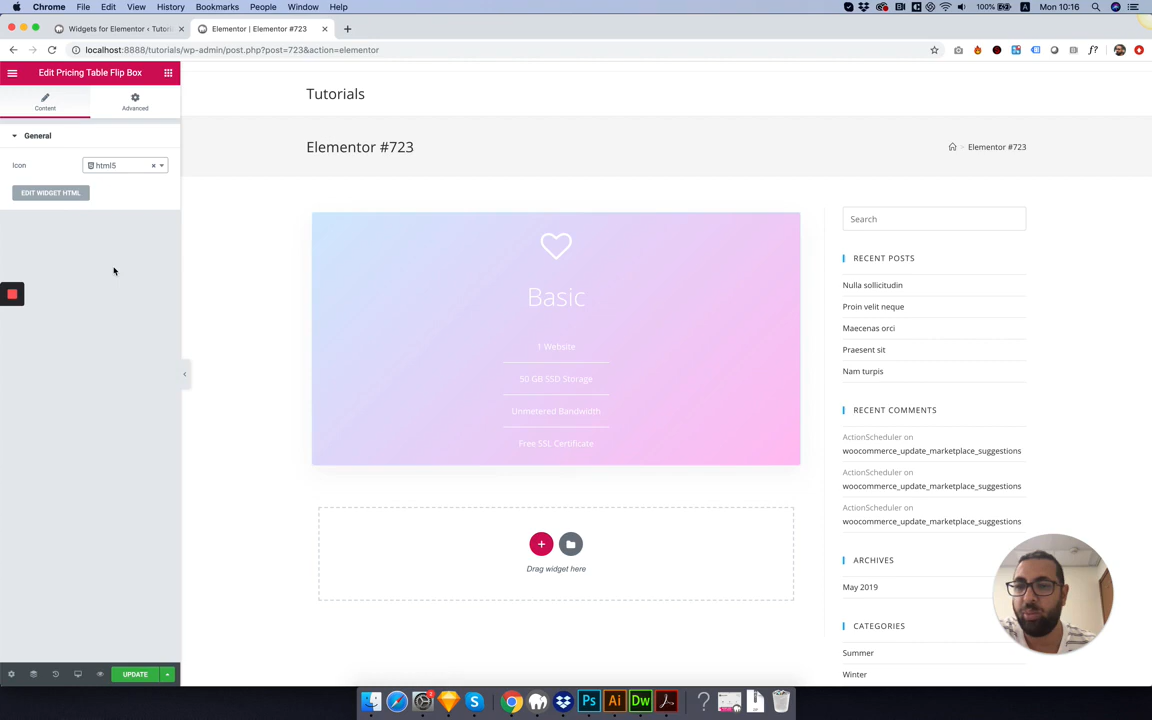 Chrome File Edit View History Bookmarks People Window Help 100% A Mon 10:16
Widgets for Elementor ‹ Tutori Elementor | Elementor #723
localhost:8888/tutorials/wp-admin/post.php?post=723&action=elementor f?
Edit Pricing Table Flip Box
Content Advanced
General
Icon html5
EDIT WIDGET HTML
UPDATE
Tutorials
Elementor #723
> Elementor #723
Basic
1 Website
50 GB SSD Storage
Unmetered Bandwidth
Free SSL Certificate
Drag widget here
Search
RECENT POSTS
Nulla sollicitudin
Proin velit neque
Maecenas orci
Praesent sit
Nam turpis
RECENT COMMENTS
ActionScheduler on
woocommerce_update_marketplace_suggestions
ActionScheduler on
woocommerce_update_marketplace_suggestions
ActionScheduler on
woocommerce_update_marketplace_suggestions
ARCHIVES
May 2019
CATEGORIES
Summer
Winter
Ps Ai Dw